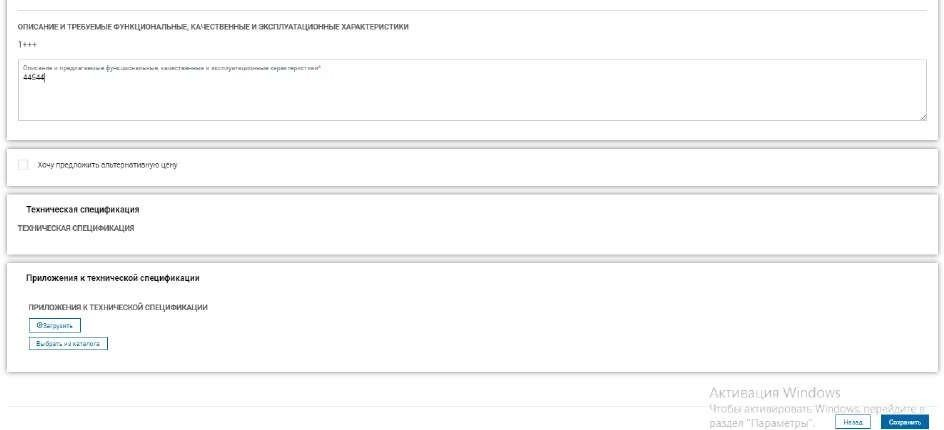 ОПИСАНИЕ И ТРЕБУЕМЫЕ ФУНКЦИОНАЛЬНЫЕ, КАЧЕСТВЕННЫЕ И ЭКСПЛУАТАЦИОННЫЕ ХАРАКТЕРИСТИКИ
1+++
Описание и предлагаемые функциональные, качественные и эксплуатационные характеристики*
44544
Хочу предложить альтернативную цену
Техническая спецификация
ТЕХНИЧЕСКАЯ СПЕЦИФИКАЦИЯ
Приложения к технической спецификации
ПРИЛОЖЕНИЯ К ТЕХНИЧЕСКОЙ СПЕЦИФИКАЦИИ
Загрузить
Выбрать из каталога
Активация Windows
Чтобы активировать Windows, перейдите в
раздел "Параметры".
Назад
Сохранить